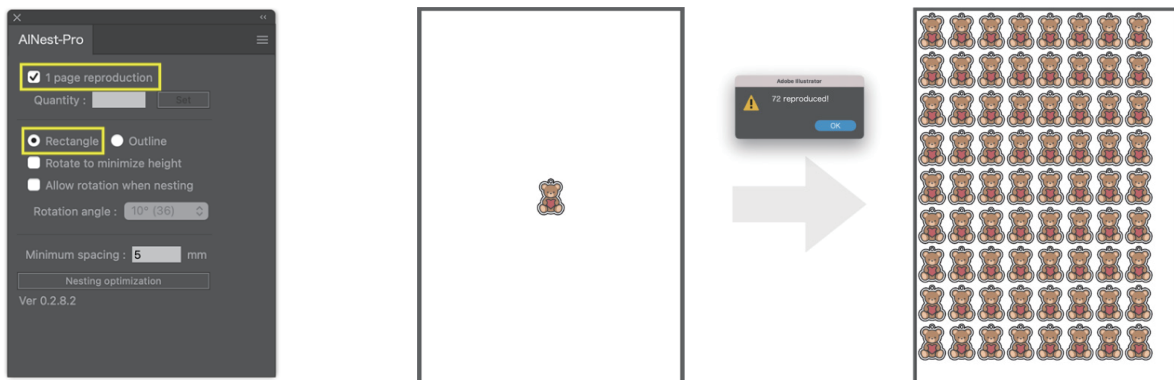 AINest-Pro
1 page reproduction
Quantity :
Set
Rectangle
Outline
Rotate to minimize height
Allow rotation when nesting
Rotation angle : 10° (36)
Minimum spacing : 5 mm
Nesting optimization
Ver 0.2.8.2
Adobe Illustrator
72 reproduced!
OK